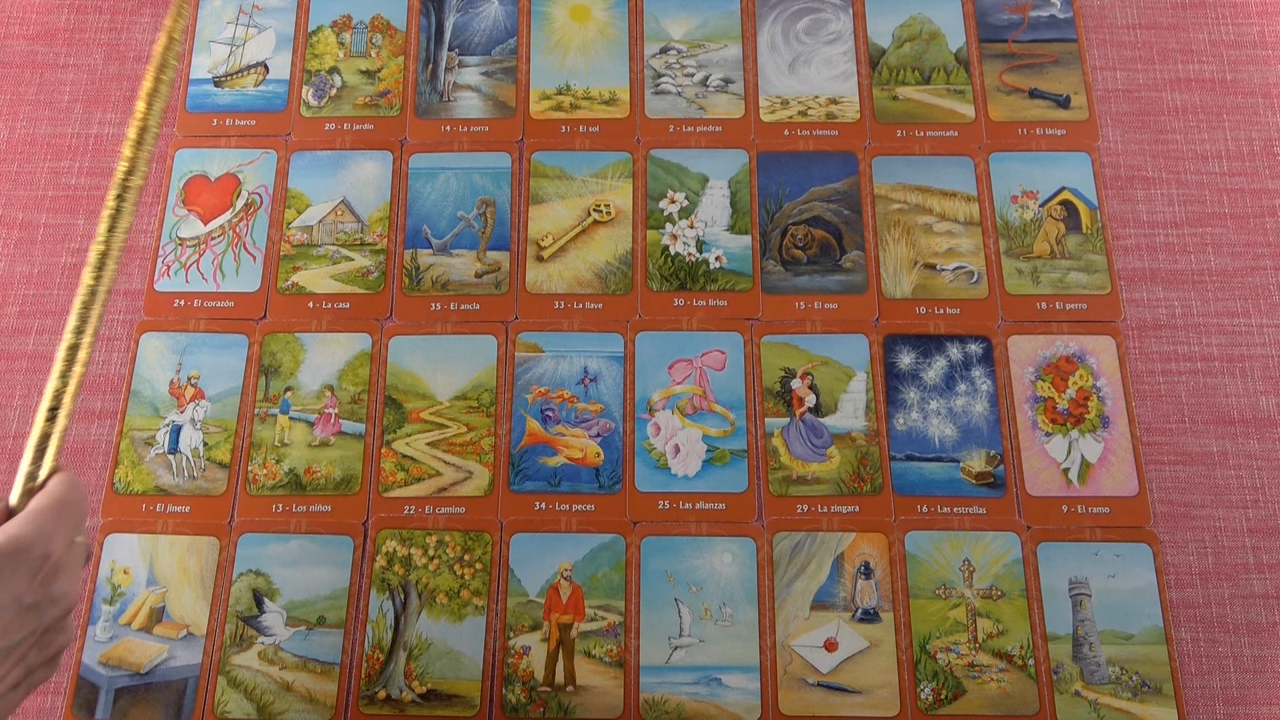 3 - El barco
20 - El jardín
14 - La zorra
31 - El sol
2 - Las piedras
6 - Los vientos
21 - La montaña
11 - El látigo
24 - El corazón
4 - La casa
35 - El ancla
33 - La llave
30 - Los lirios
15 - El oso
10 - La hoz
18 - El perro
1 - El jinete
13 - Los niños
22 - El camino
34 - Los peces
25 - Las alianzas
29 - La zingara
16 - Las estrellas
9 - El ramo